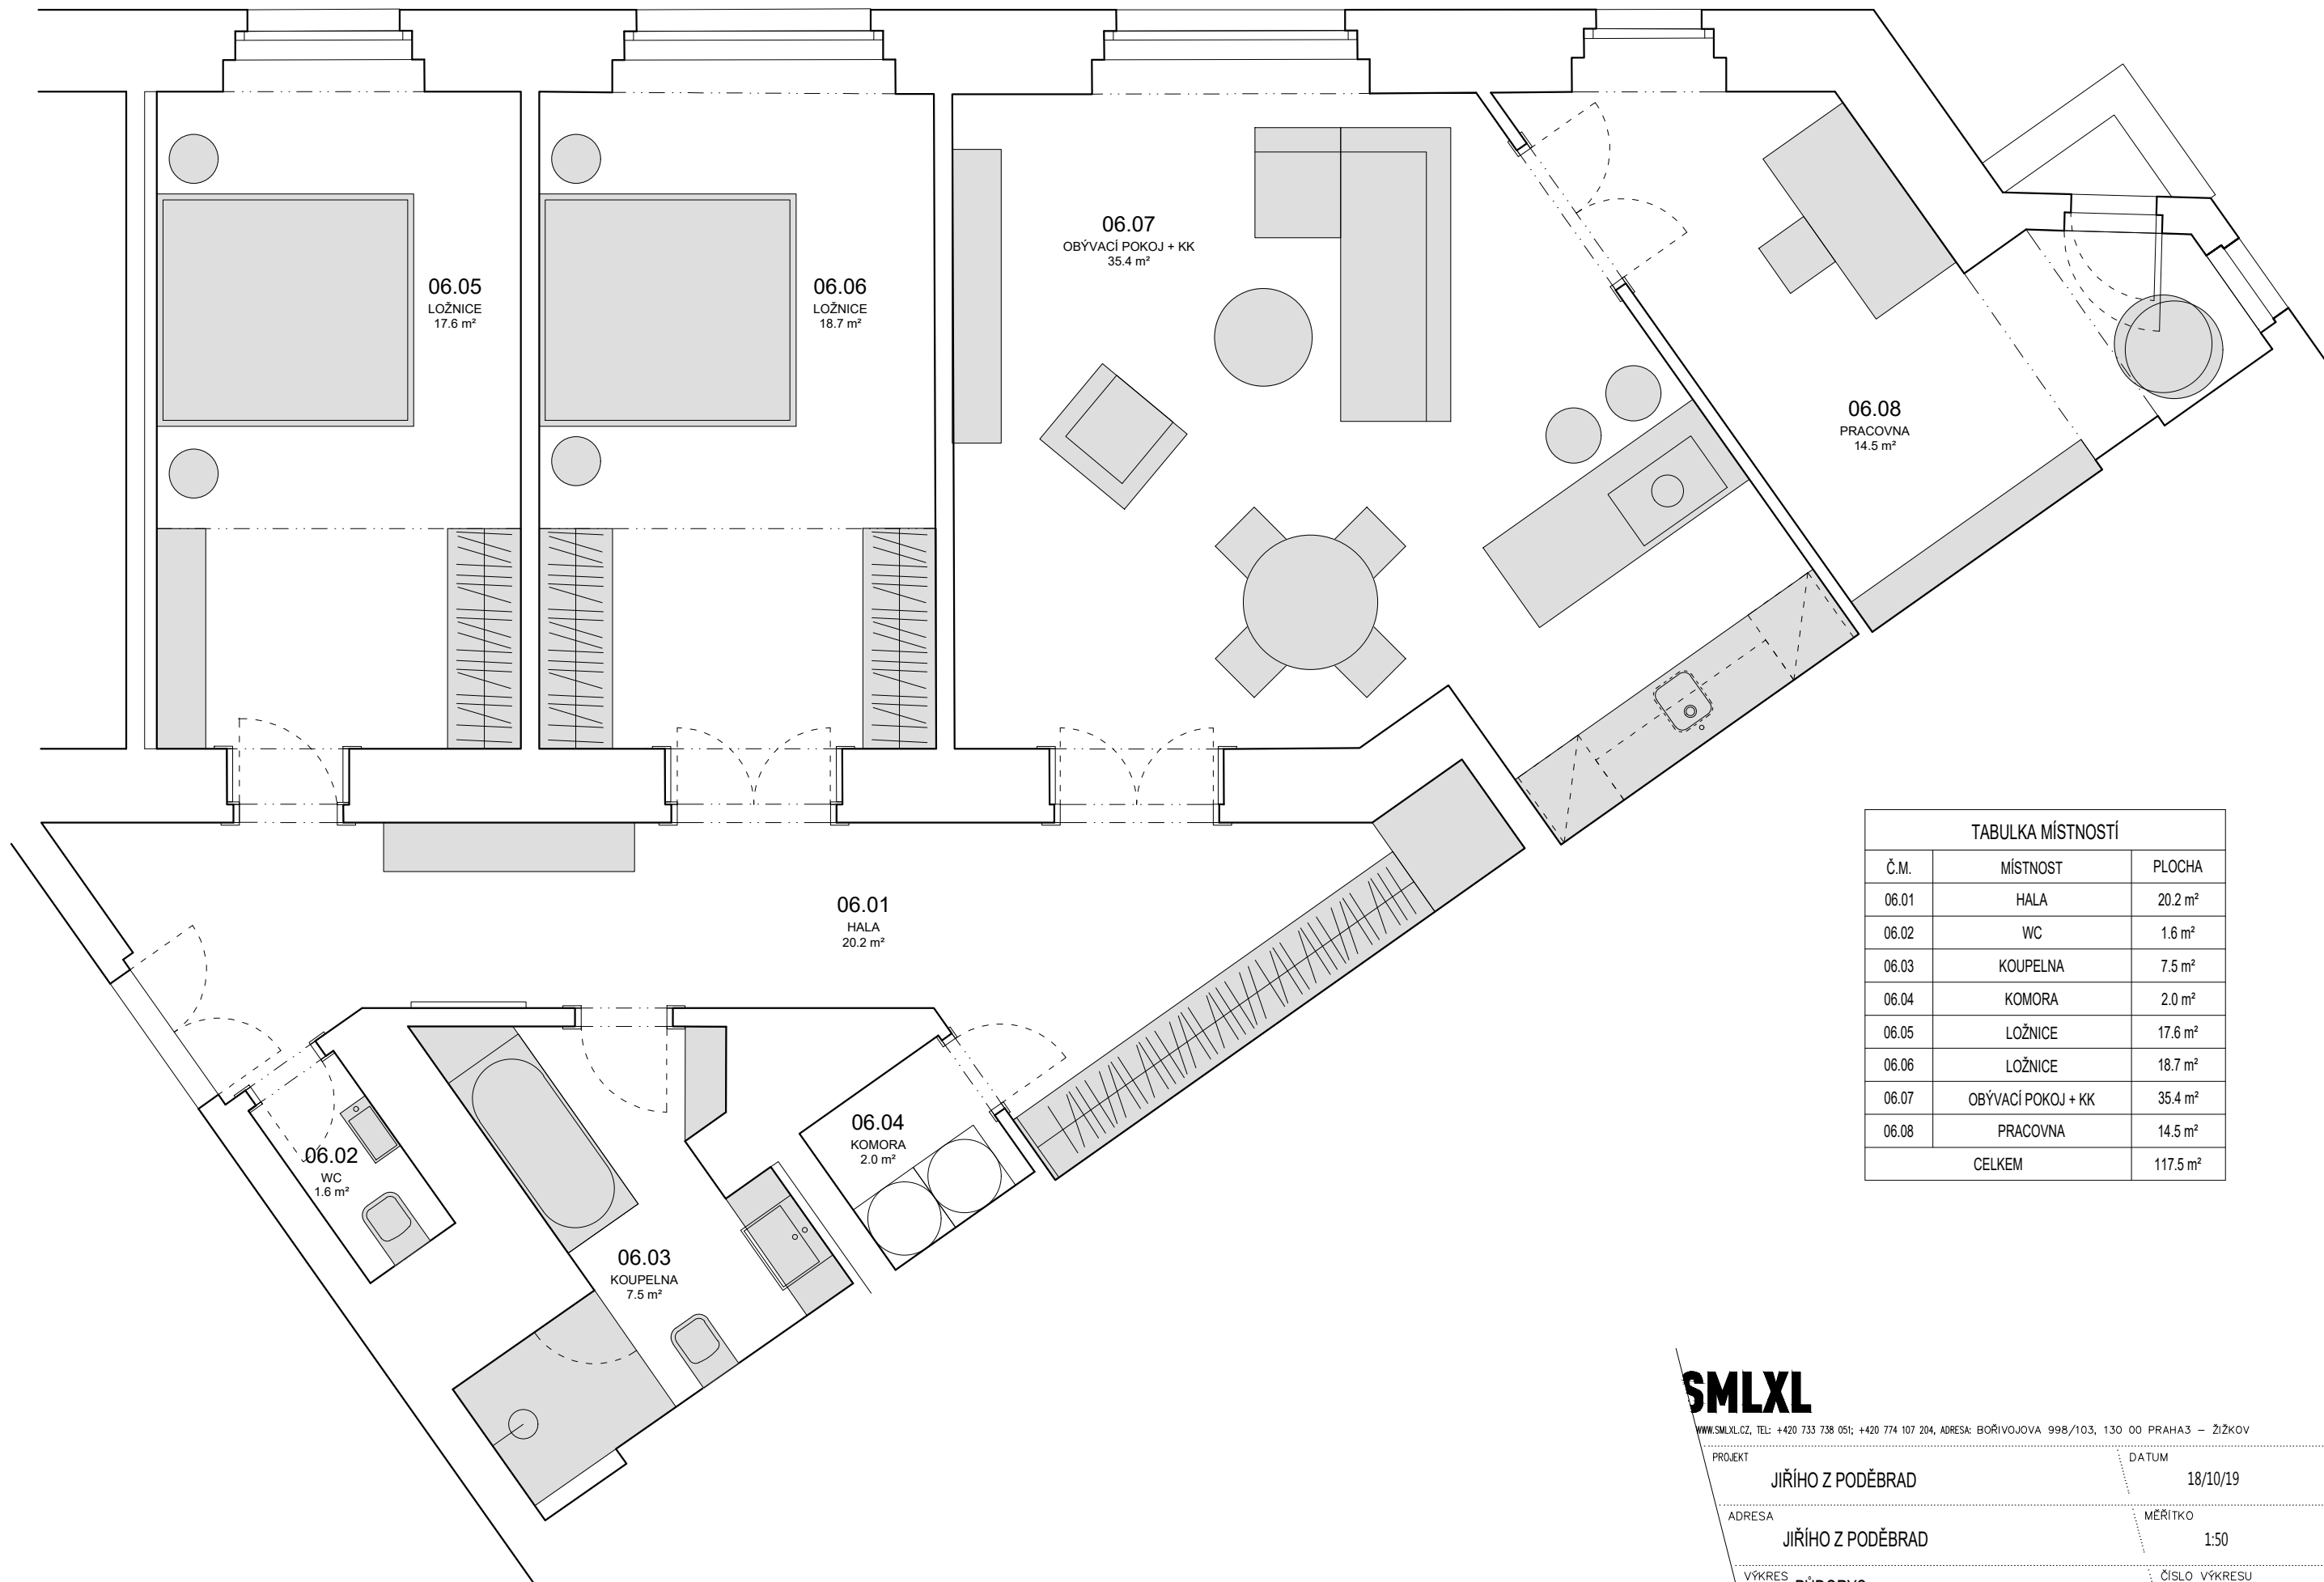 06.05
LOŽNICE
17.6 m²
06.06
LOŽNICE
18.7 m²
06.07
OBÝVACÍ POKOJ + KK
35.4 m²
06.08
PRACOVNA
14.5 m²
06.01
HALA
20.2 m²
06.02
WC
1.6 m²
06.03
KOUPELNA
7.5 m²
06.04
KOMORA
2.0 m²
TABULKA MÍSTNOSTÍ
Č.M. MÍSTNOST PLOCHA
06.01 HALA 20.2 m²
06.02 WC 1.6 m²
06.03 KOUPELNA 7.5 m²
06.04 KOMORA 2.0 m²
06.05 LOŽNICE 17.6 m²
06.06 LOŽNICE 18.7 m²
06.07 OBÝVACÍ POKOJ + KK 35.4 m²
06.08 PRACOVNA 14.5 m²
CELKEM 117.5 m²
SMLXL
WWW.SMLXL.CZ, TEL: +420 733 738 051; +420 774 107 204, ADRESA: BOŘIVOJOVA 998/103, 130 00 PRAHA3 – ŽIŽKOV
PROJEKT DATUM
JIŘÍHO Z PODĚBRAD 18/10/19
ADRESA MĚŘÍTKO
JIŘÍHO Z PODĚBRAD 1:50
VÝKRES ČÍSLO VÝKRESU